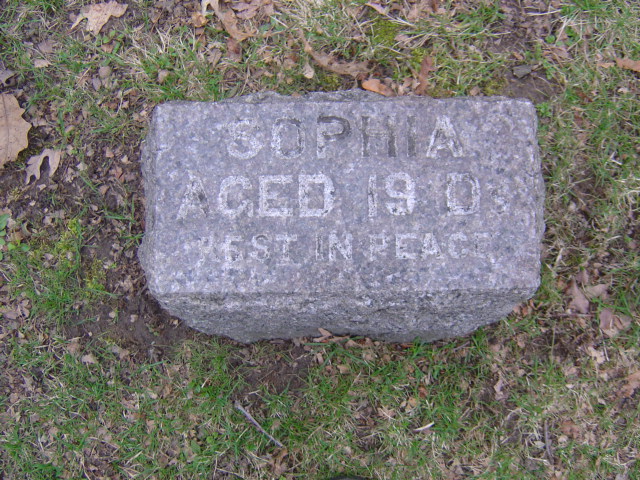 SOPHIA
AGED 19 D.
REST IN PEACE